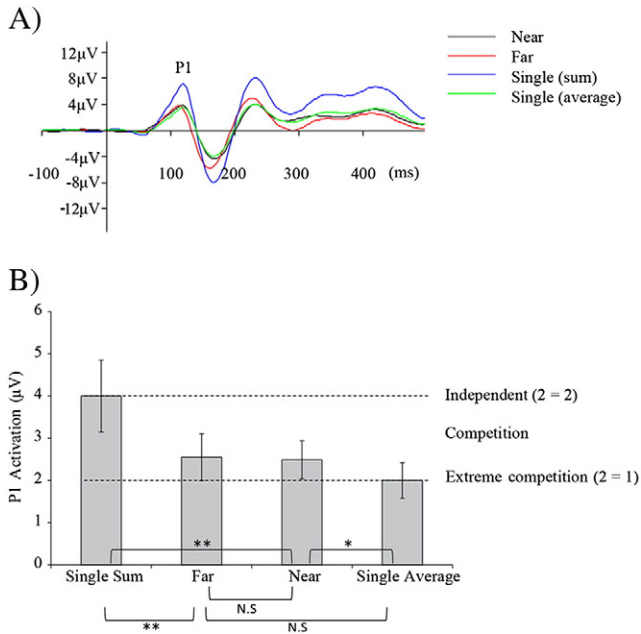 A)
12µV
8µV
4µV
-4µV
-8µV
-12µV
P1
-100
100
200
300
400
(ms)
Near
Far
Single (sum)
Single (average)
B)
P1 Activation (µV)
6
5
4
3
2
1
0
Independent (2 = 2)
Competition
Extreme competition (2 = 1)
**
*
Single Sum
Far
Near
Single Average
N.S
**
N.S